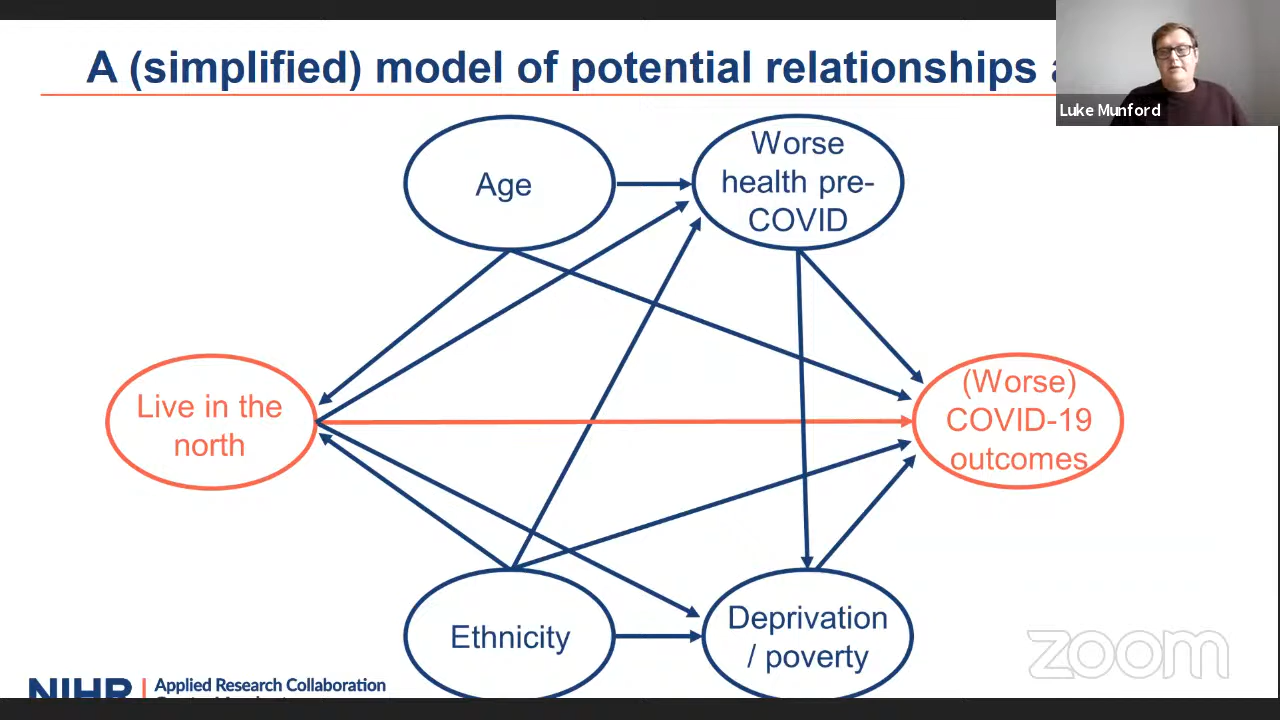 A (simplified) model of potential relationships
Luke Munford
Age
Worse
health pre-
COVID
Live in the
north
(Worse)
COVID-19
outcomes
Ethnicity
Deprivation
/ poverty
zoom
NIHR
Applied Research Collaboration